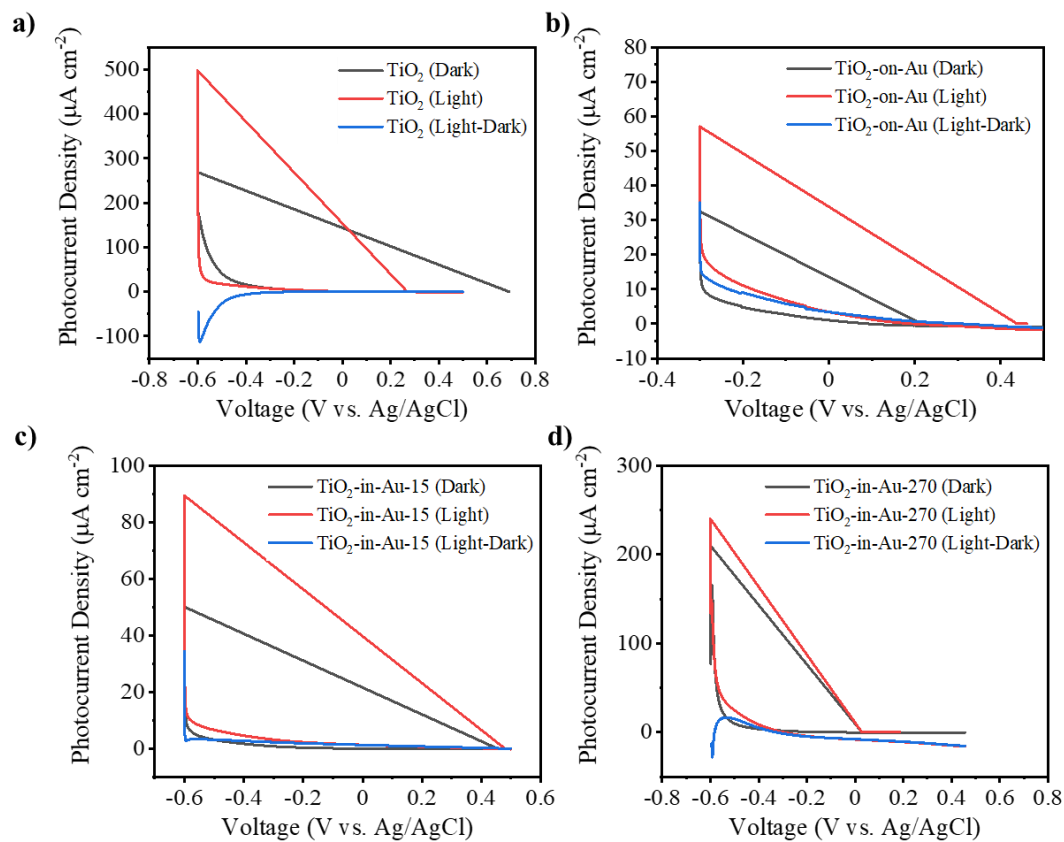 a)
TiO₂ (Dark)
TiO₂ (Light)
TiO₂ (Light-Dark)
Photocurrent Density (μA cm⁻²)
500
400
300
200
100
0
-100
-0.8 -0.6 -0.4 -0.2 0 0.2 0.4 0.6 0.8
Voltage (V vs. Ag/AgCl)
b)
TiO₂-on-Au (Dark)
TiO₂-on-Au (Light)
TiO₂-on-Au (Light-Dark)
Photocurrent Density (μA cm⁻²)
80
70
60
50
40
30
20
10
0
-10
-0.4 -0.2 0 0.2 0.4
Voltage (V vs. Ag/AgCl)
c)
TiO₂-in-Au-15 (Dark)
TiO₂-in-Au-15 (Light)
TiO₂-in-Au-15 (Light-Dark)
Photocurrent Density (μA cm⁻²)
100
80
60
40
20
0
-0.6 -0.4 -0.2 0 0.2 0.4 0.6
Voltage (V vs. Ag/AgCl)
d)
TiO₂-in-Au-270 (Dark)
TiO₂-in-Au-270 (Light)
TiO₂-in-Au-270 (Light-Dark)
Photocurrent Density (μA cm⁻²)
300
200
100
0
-0.8 -0.6 -0.4 -0.2 0 0.2 0.4 0.6 0.8
Voltage (V vs. Ag/AgCl)